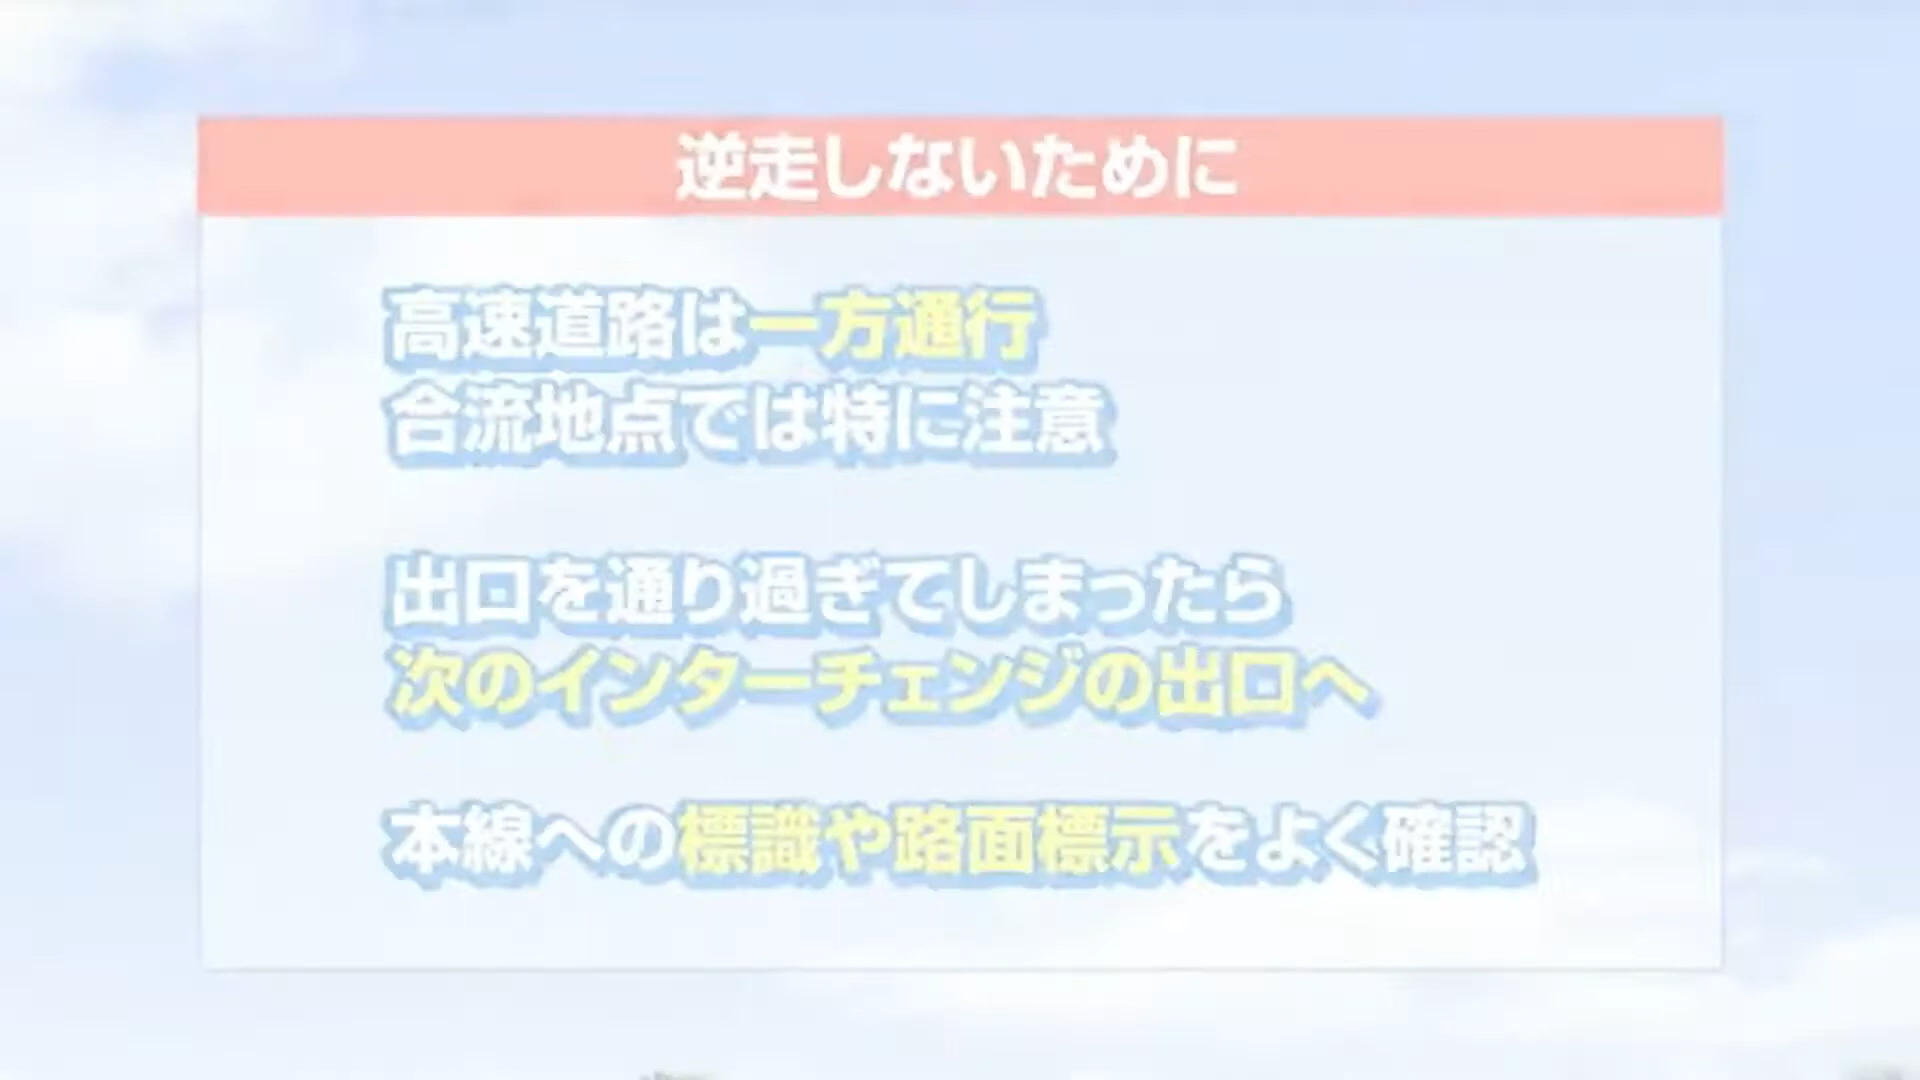 逆走しないために
高速道路は一方通行
合流地点では特に注意
出口を通り過ぎてしまったら
次のインターチェンジの出口へ
本線への標識や路面標示をよく確認